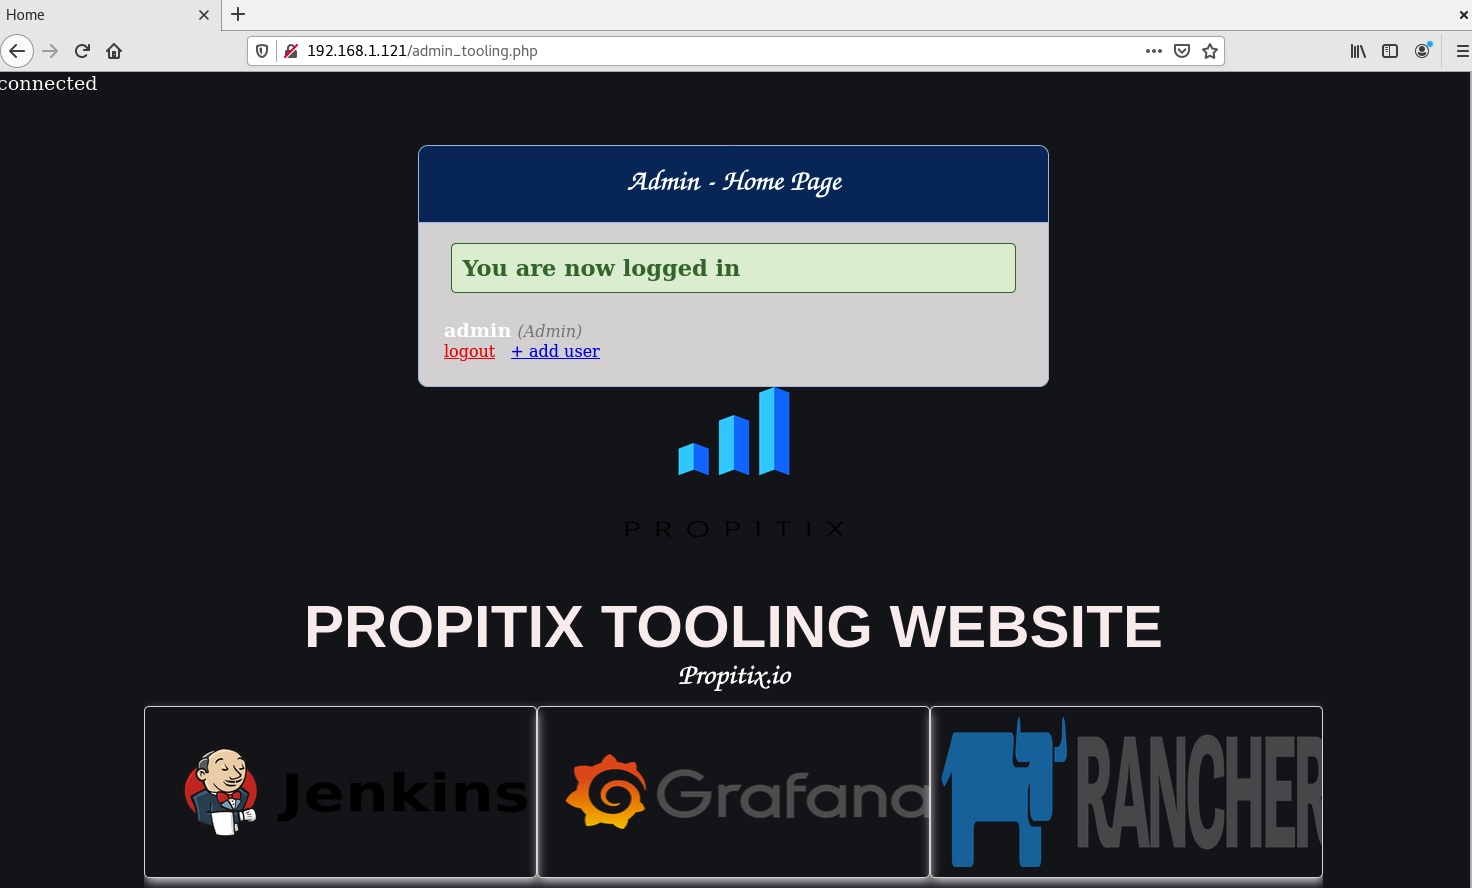 Home
192.168.1.121/admin_tooling.php
connected
Admin - Home Page
You are now logged in
admin (Admin)
logout + add user
PROPITIX
PROPITIX TOOLING WEBSITE
Propitix.io
Jenkins
Grafana
RANCHER